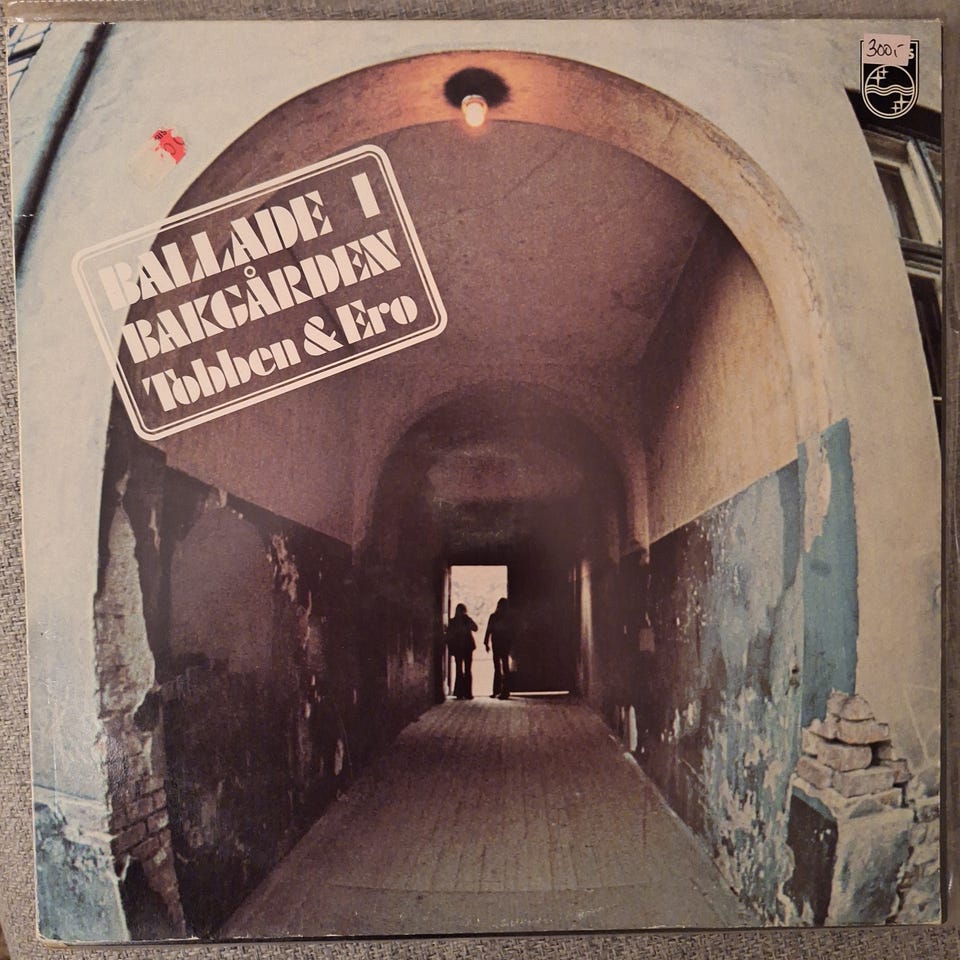 BALLADE I
BAKGÅRDEN
Tobben & Ero
300,-